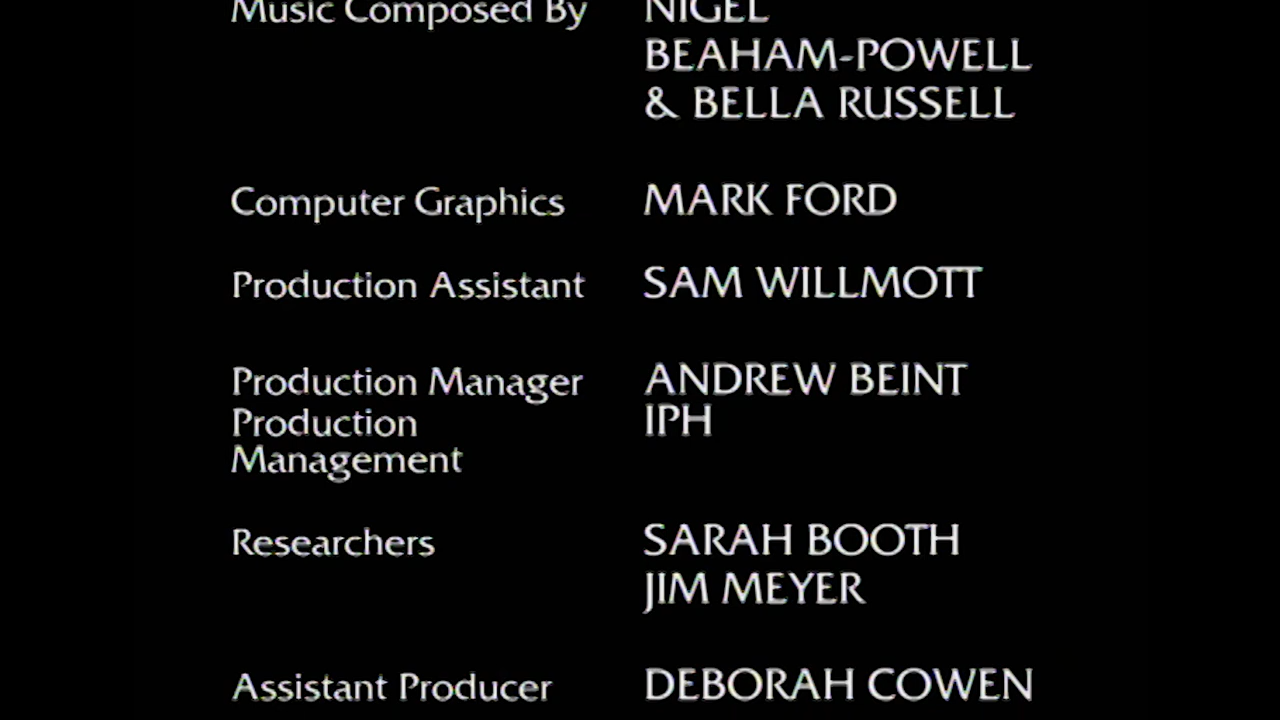 Music Composed By NIGEL
BEAHAM-POWELL
& BELLA RUSSELL
Computer Graphics MARK FORD
Production Assistant SAM WILLMOTT
Production Manager ANDREW BEINT
Production IPH
Management
Researchers SARAH BOOTH
JIM MEYER
Assistant Producer DEBORAH COWEN